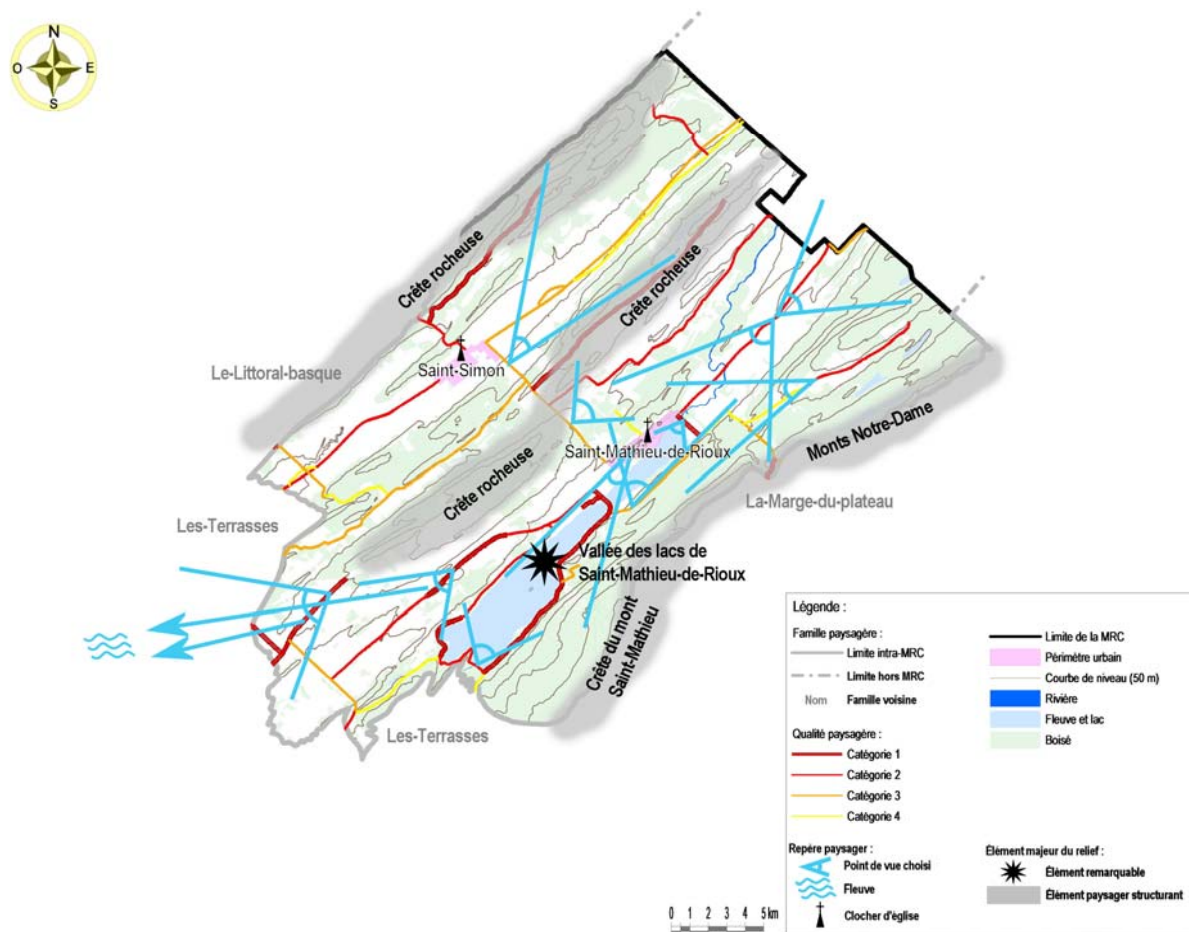 N
O
E
S
Crête rocheuse
Crête rocheuse
Le-Littoral-basque
Saint-Simon
Saint-Mathieu-de-Rioux
Monts Notre-Dame
Crête rocheuse
La-Marge-du-plateau
Les-Terrasses
Vallée des lacs de
Saint-Mathieu-de-Rioux
Crête du mont
Saint-Mathieu
Les-Terrasses
Légende :
Famille paysagère :
Limite intra-MRC
Limite hors MRC
Nom
Famille voisine
Qualité paysagère :
Catégorie 1
Catégorie 2
Catégorie 3
Catégorie 4
Repère paysager :
Point de vue choisi
Fleuve
Clocher d'église
Limite de la MRC
Périmètre urbain
Courbe de niveau (50 m)
Rivière
Fleuve et lac
Boisé
Élément majeur du relief :
Élément remarquable
Élément paysager structurant
0 1 2 3 4 5 km